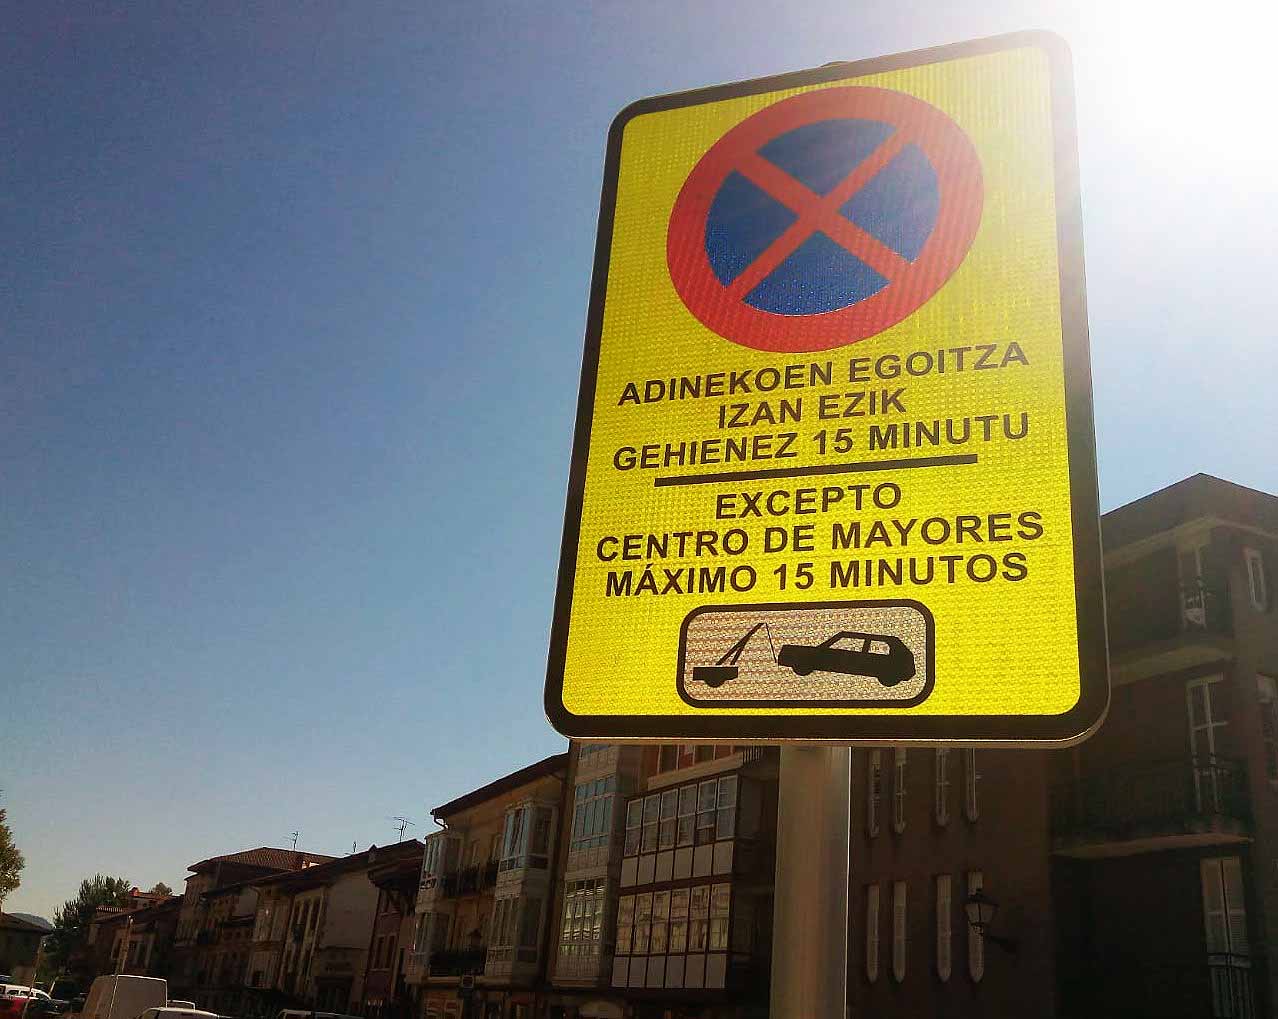 ADINEKOEN EGOITZA
IZAN EZIK
GEHIENEZ 15 MINUTU
EXCEPTO
CENTRO DE MAYORES
MÁXIMO 15 MINUTOS